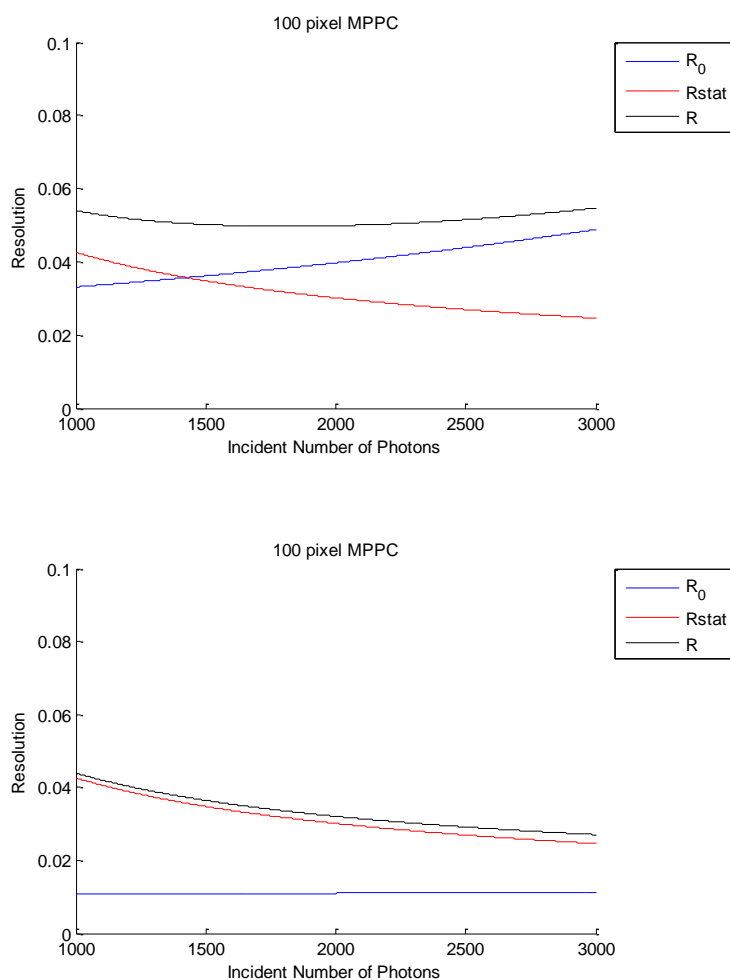 100 pixel MPPC
0.1
0.08
0.06
0.04
0.02
0
Resolution
1000 1500 2000 2500 3000
Incident Number of Photons
R0
Rstat
R
100 pixel MPPC
0.1
0.08
0.06
0.04
0.02
0
Resolution
1000 1500 2000 2500 3000
Incident Number of Photons
R0
Rstat
R